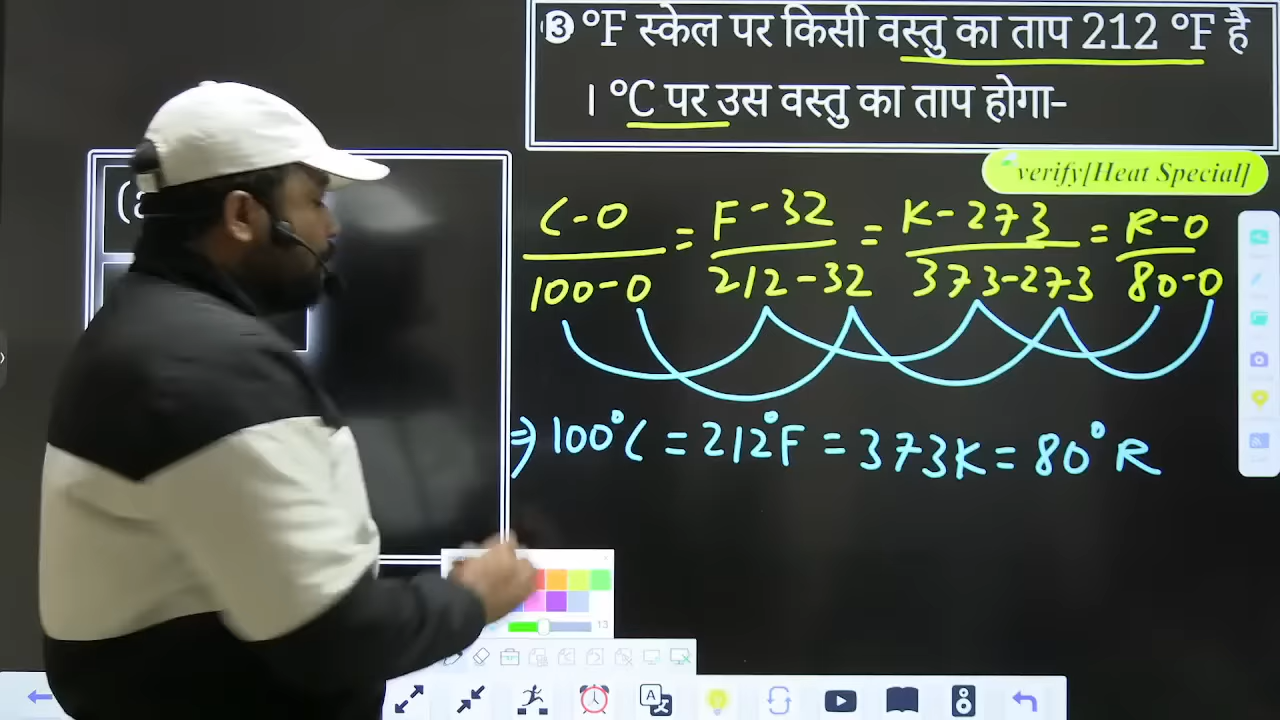 ③ °F स्केल पर किसी वस्तु का ताप 212 °F है
। °C पर उस वस्तु का ताप होगा-
verify[Heat Special]
(a
C-0 = F-32 = K-273 = R-0
100-0 212-32 373-273 80-0
⇒ 100°C = 212°F = 373K = 80°R
13